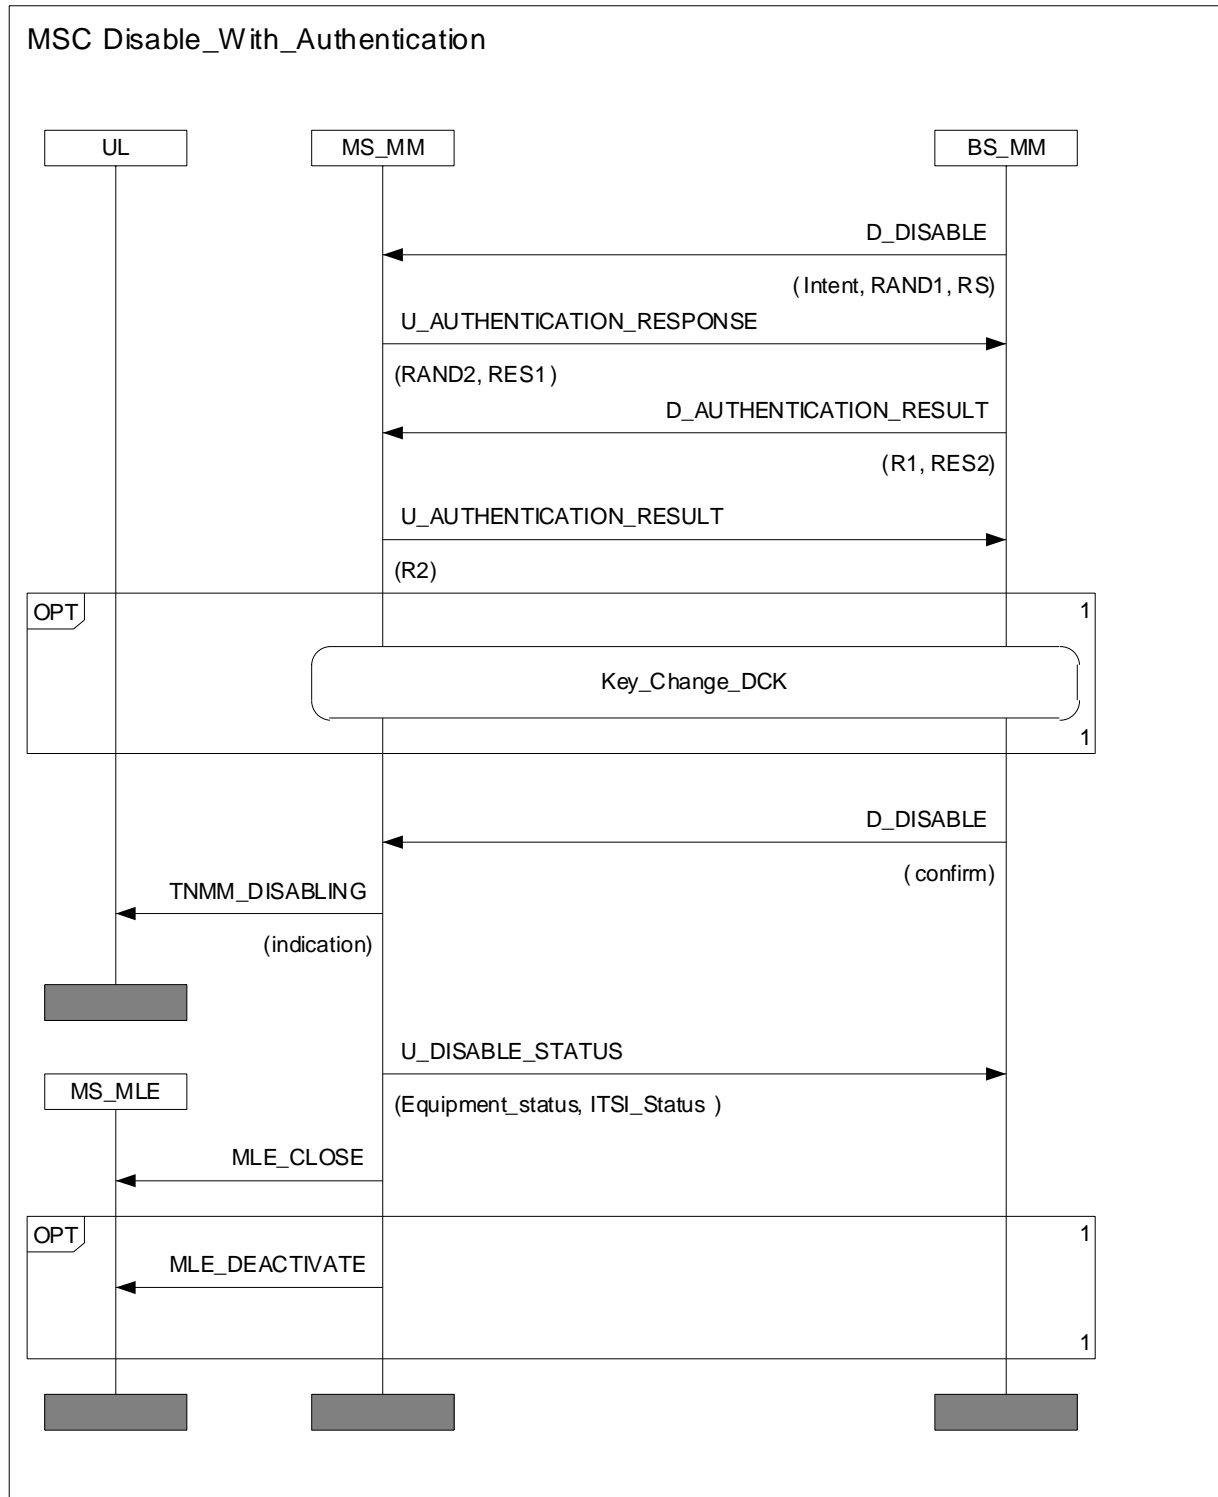 MSC Disable_With_Authentication
UL
MS_MM
BS_MM
D_DISABLE
(Intent, RAND1, RS)
U_AUTHENTICATION_RESPONSE
(RAND2, RES1)
D_AUTHENTICATION_RESULT
(R1, RES2)
U_AUTHENTICATION_RESULT
(R2)
OPT
1
Key_Change_DCK
1
D_DISABLE
(confirm)
TNMM_DISABLING
(indication)
U_DISABLE_STATUS
MS_MLE
(Equipment_status, ITSI_Status )
MLE_CLOSE
OPT
1
MLE_DEACTIVATE
1